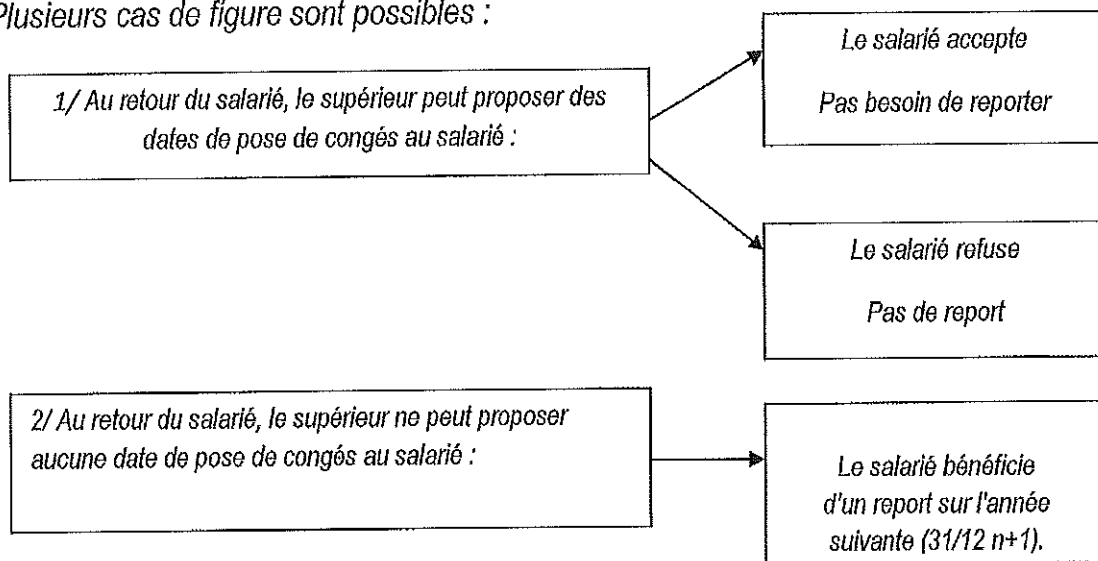 Plusieurs cas de figure sont possibles :
1/ Au retour du salarié, le supérieur peut proposer des
dates de pose de congés au salarié :
Le salarié accepte
Pas besoin de reporter
Le salarié refuse
Pas de report
2/ Au retour du salarié, le supérieur ne peut proposer
aucune date de pose de congés au salarié :
Le salarié bénéficie
d'un report sur l'année
suivante (31/12 n+1).